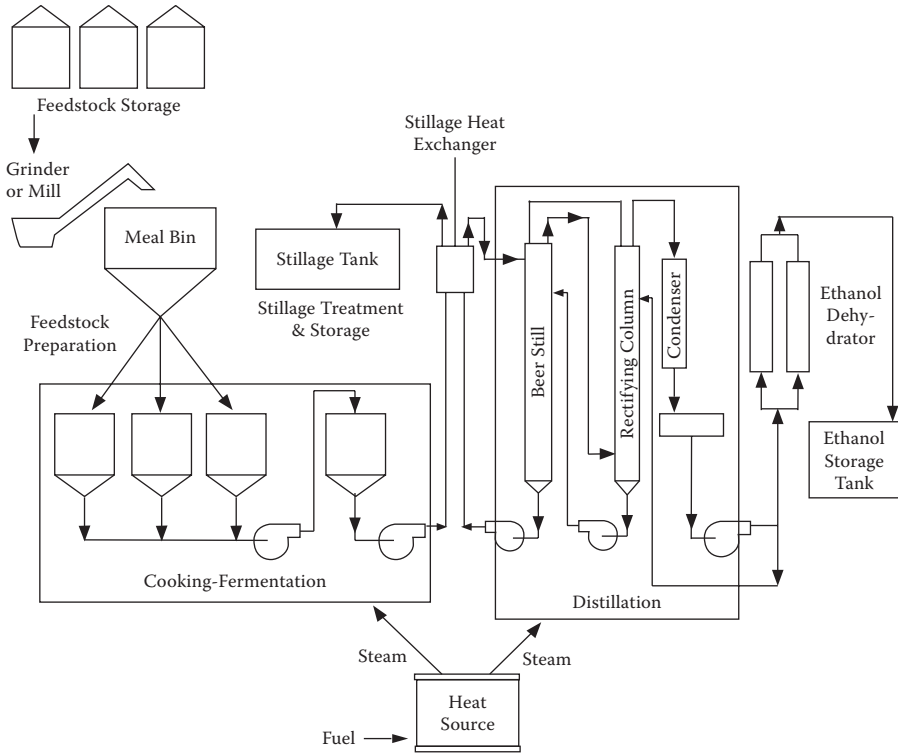 Feedstock Storage
Grinder
or Mill
Meal Bin
Feedstock
Preparation
Stillage Heat
Exchanger
Stillage Tank
Stillage Treatment
& Storage
Beer Still
Rectifying Column
Condenser
Ethanol
Dehy-
drator
Ethanol
Storage
Tank
Cooking-Fermentation
Distillation
Steam
Steam
Heat
Source
Fuel